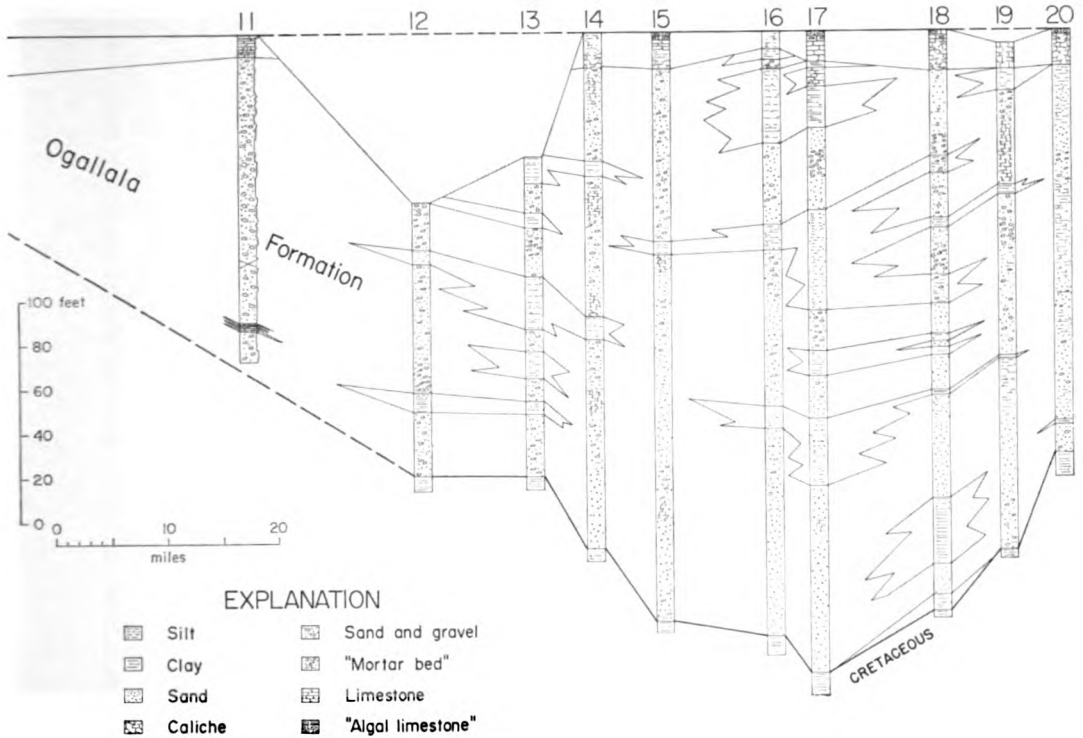 11 12 13 14 15 16 17 18 19 20
Ogallala
Formation
100 feet
80
60
40
20
0
0 10 20
miles
CRETACEOUS
EXPLANATION
Silt
Clay
Sand
Caliche
Sand and gravel
"Mortar bed"
Limestone
"Algal limestone"